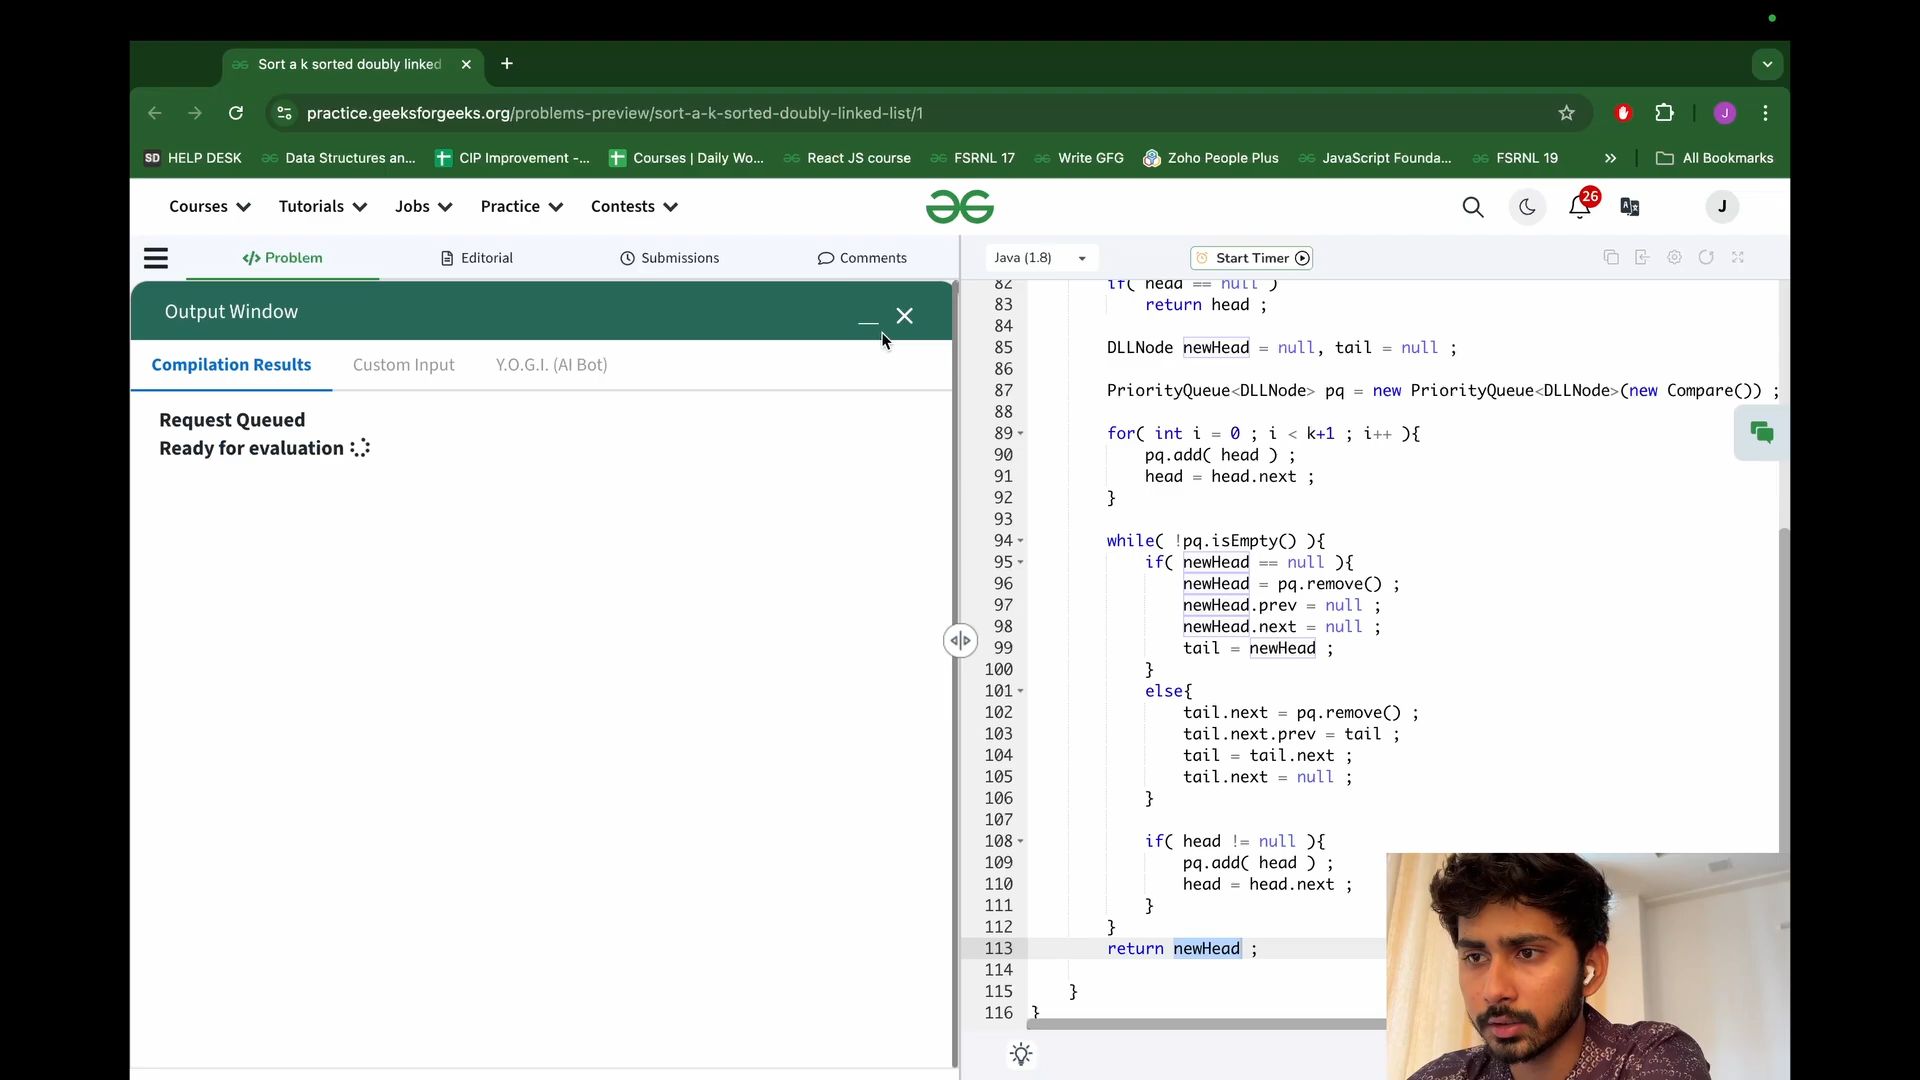 Sort a k sorted doubly linked
practice.geeksforgeeks.org/problems-preview/sort-a-k-sorted-doubly-linked-list/1
J
SD HELP DESK
Data Structures an...
CIP Improvement -...
Courses | Daily Wo...
React JS course
FSRNL 17
Write GFG
Zoho People Plus
JavaScript Founda...
FSRNL 19
All Bookmarks
Courses
Tutorials
Jobs
Practice
Contests
26
J
Problem
Editorial
Submissions
Comments
Java (1.8)
Start Timer
Output Window
Compilation Results
Custom Input
Y.O.G.I. (AI Bot)
Request Queued
Ready for evaluation
82 if( head == null )
83 return head ;
84
85 DLLNode newHead = null, tail = null ;
86
87 PriorityQueue<DLLNode> pq = new PriorityQueue<DLLNode>(new Compare()) ;
88
89 for( int i = 0 ; i < k+1 ; i++ ){
90 pq.add( head ) ;
91 head = head.next ;
92 }
93
94 while( !pq.isEmpty() ){
95 if( newHead == null ){
96 newHead = pq.remove() ;
97 newHead.prev = null ;
98 newHead.next = null ;
99 tail = newHead ;
100 }
101 else{
102 tail.next = pq.remove() ;
103 tail.next.prev = tail ;
104 tail = tail.next ;
105 tail.next = null ;
106 }
107
108 if( head != null ){
109 pq.add( head ) ;
110 head = head.next ;
111 }
112 }
113 return newHead ;
114
115 }
116 }